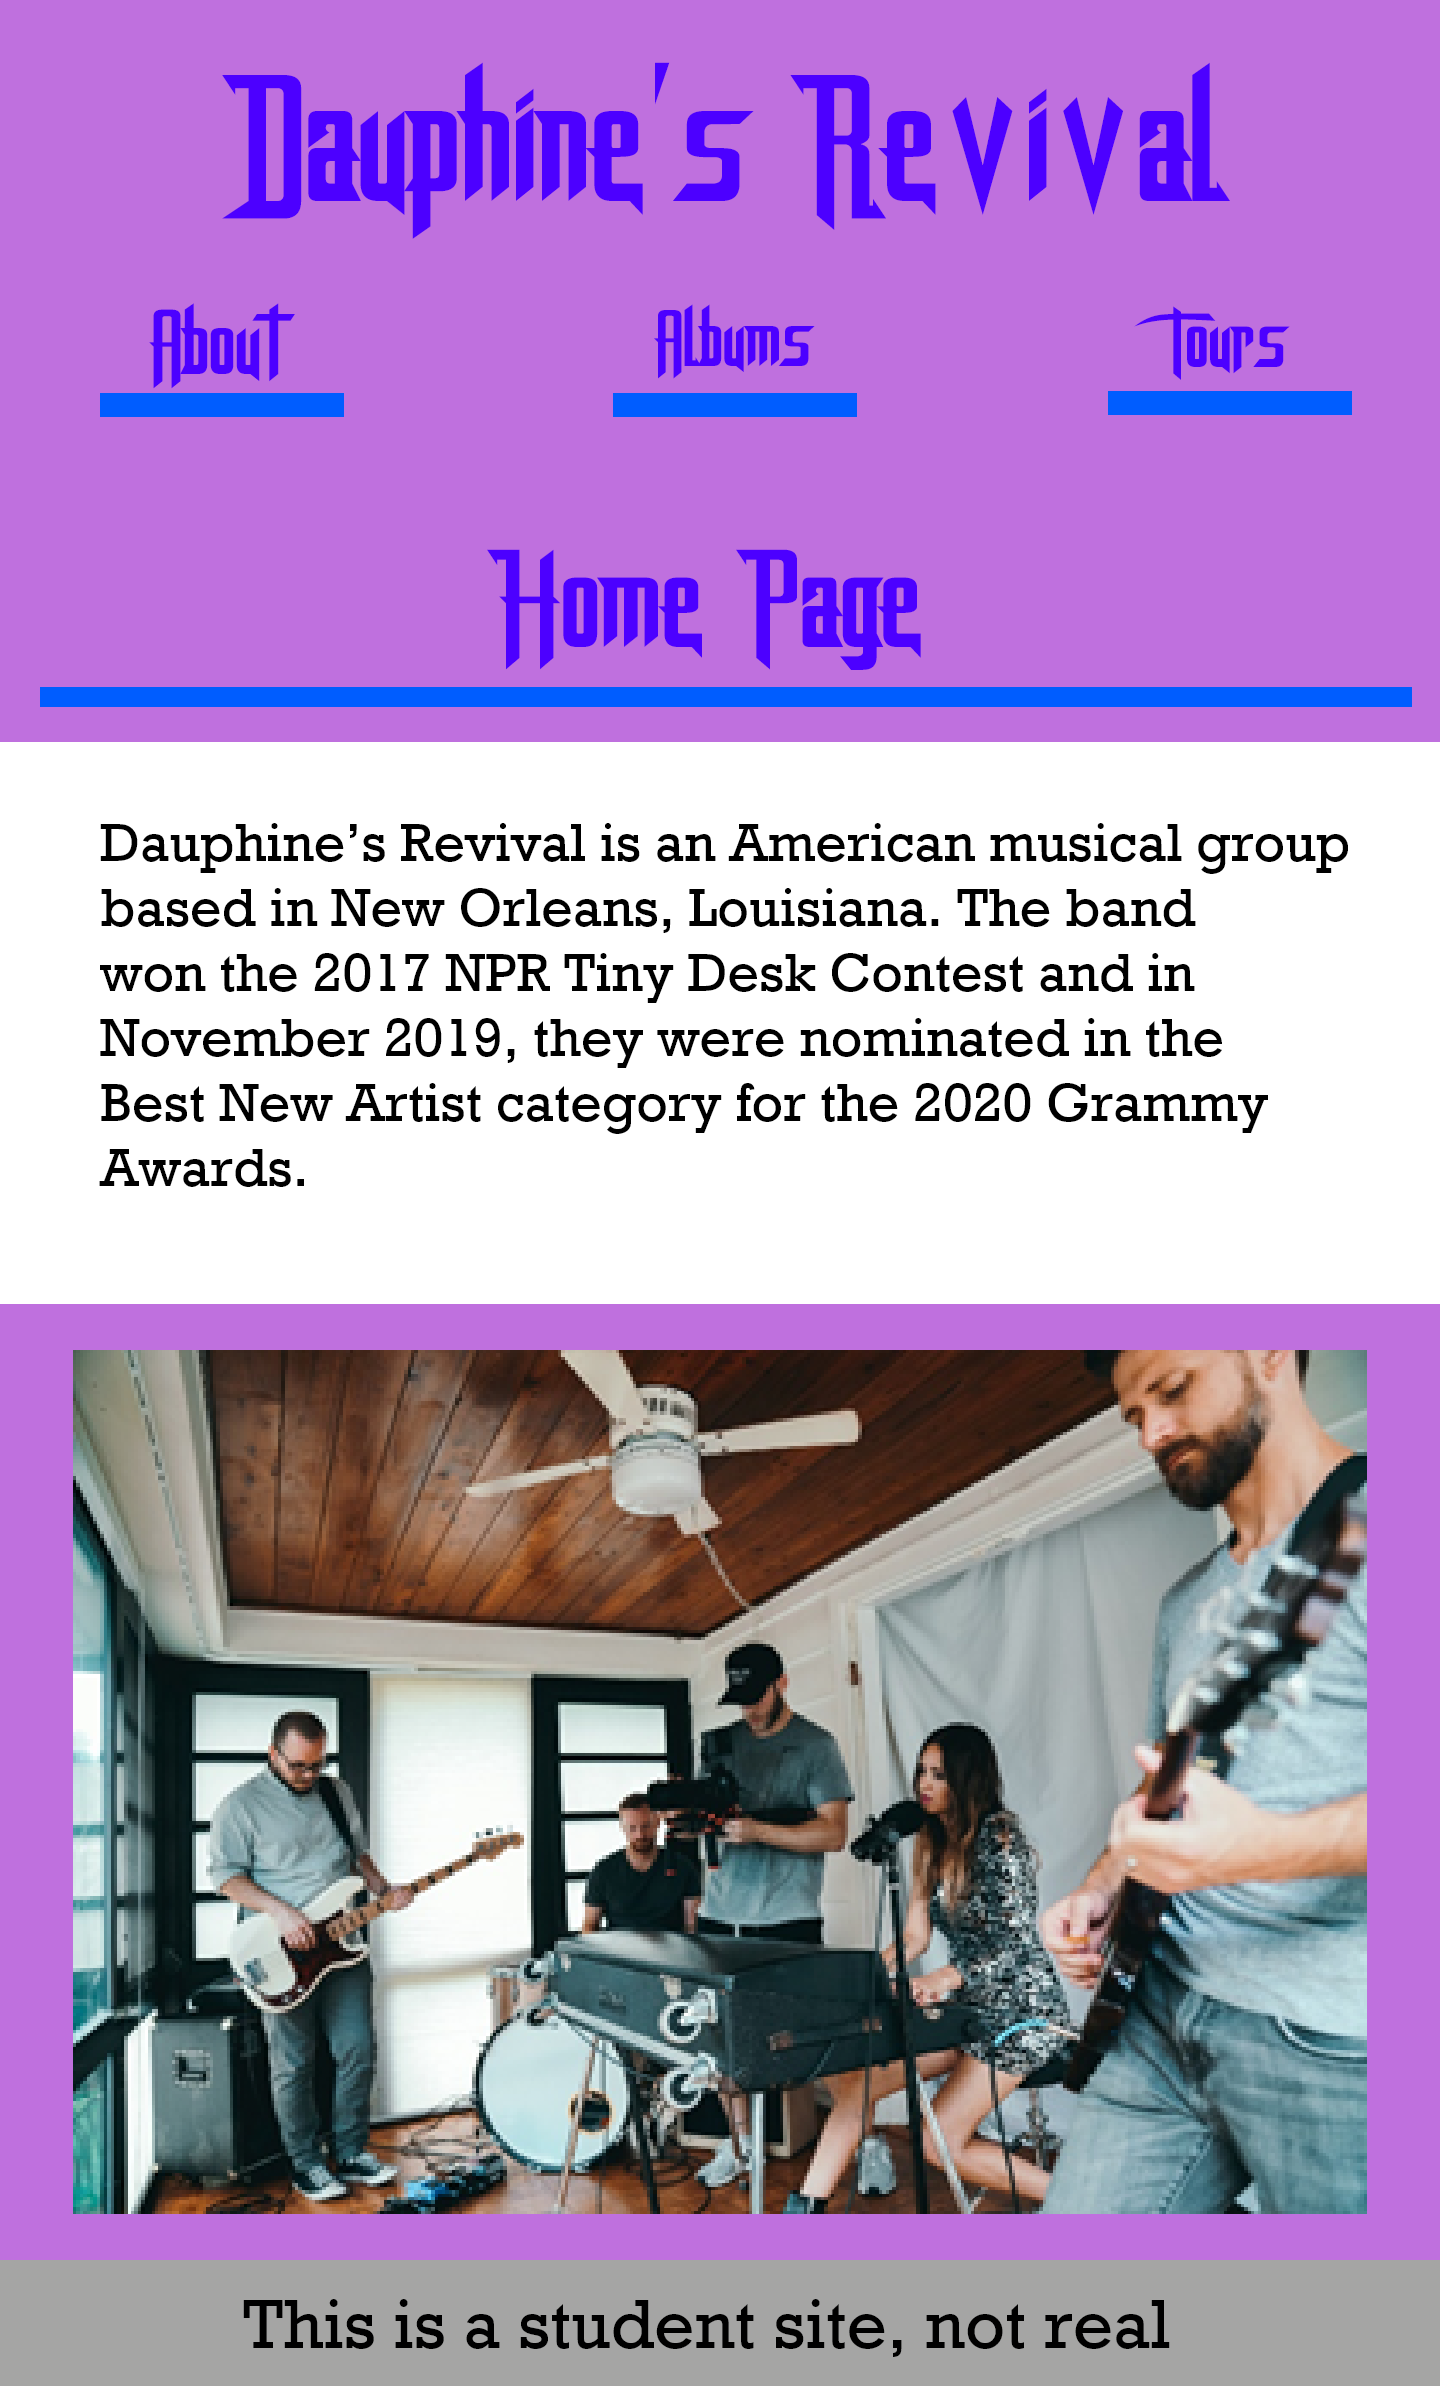 Dauphine's Revival
About Albums Tours
Home Page
Dauphine’s Revival is an American musical group
based in New Orleans, Louisiana. The band
won the 2017 NPR Tiny Desk Contest and in
November 2019, they were nominated in the
Best New Artist category for the 2020 Grammy
Awards.
This is a student site, not real